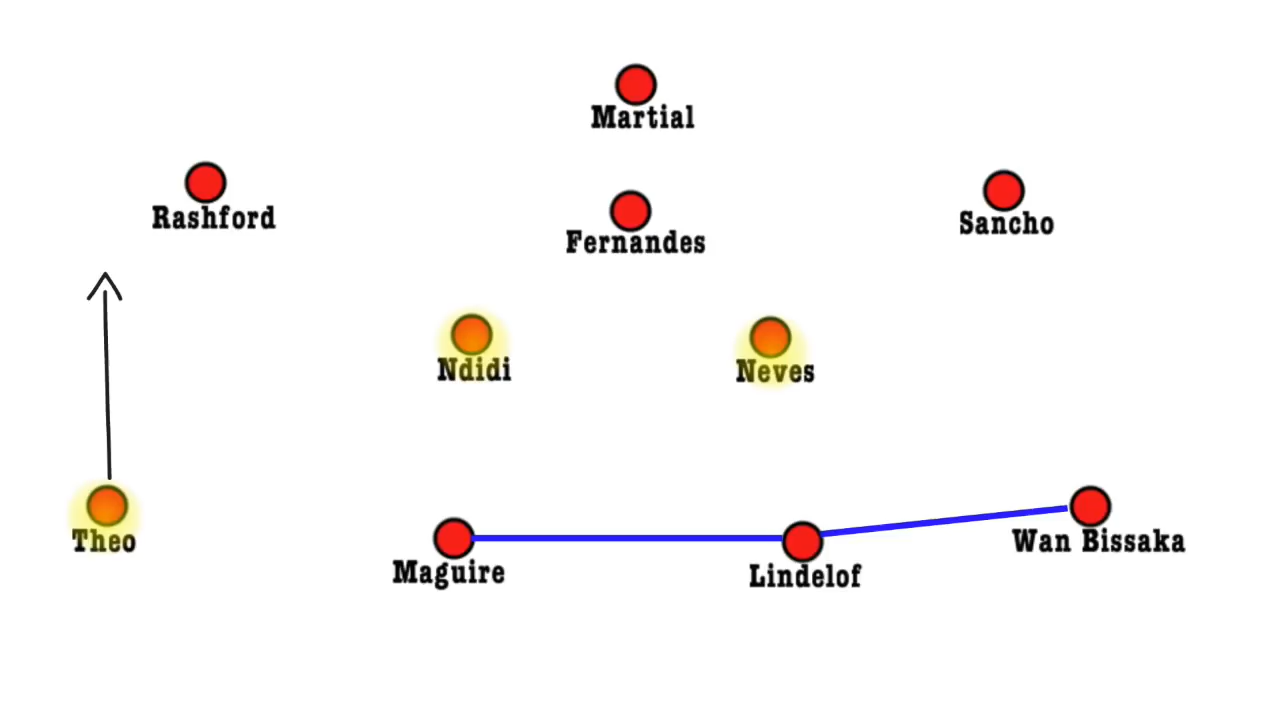 Martial
Rashford
Sancho
Fernandes
Ndidi
Neves
Theo
Wan Bissaka
Maguire
Lindelof